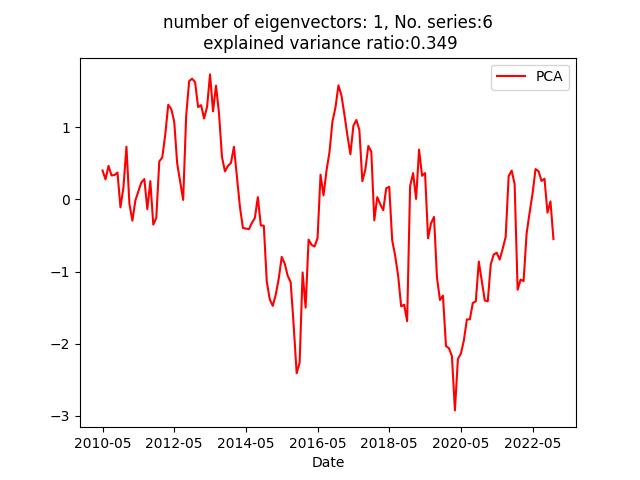 number of eigenvectors: 1, No. series:6
explained variance ratio:0.349
PCA
1
0
−1
−2
−3
2010-05 2012-05 2014-05 2016-05 2018-05 2020-05 2022-05
Date